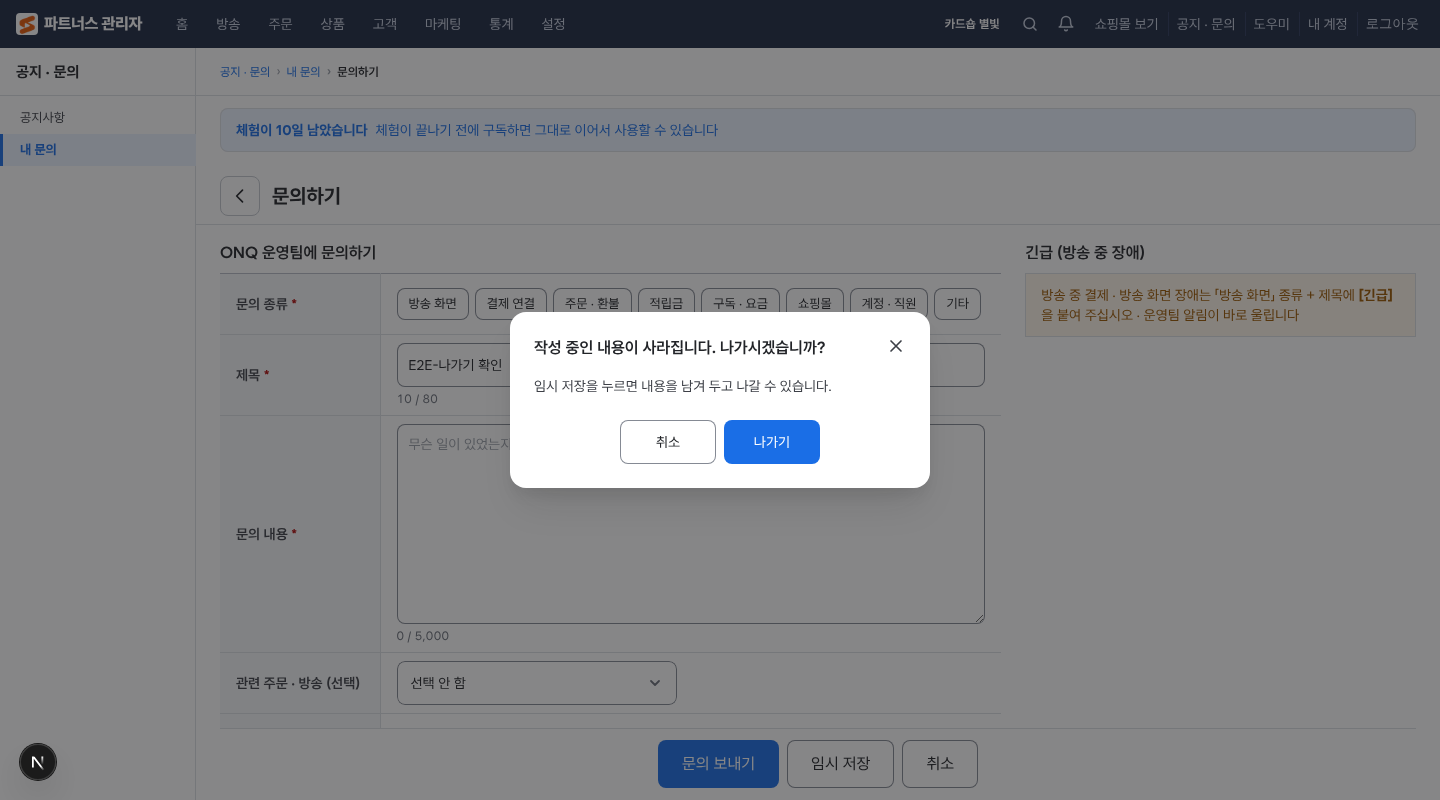 파트너스 관리자
홈 방송 주문 상품 고객 마케팅 통계 설정
카드숍 별빛
쇼핑몰 보기 공지 · 문의 도우미 내 계정 로그아웃
공지 · 문의
공지사항
내 문의
공지 · 문의 › 내 문의 › 문의하기
체험이 10일 남았습니다 체험이 끝나기 전에 구독하면 그대로 이어서 사용할 수 있습니다
문의하기
ONQ 운영팀에 문의하기
문의 종류 *
방송 화면 결제 연결 주문 · 환불 적립금 구독 · 요금 쇼핑몰 계정 · 직원 기타
제목 *
E2E-나가기 확인
10 / 80
문의 내용 *
무슨 일이 있었는지
0 / 5,000
관련 주문 · 방송 (선택)
선택 안 함
긴급 (방송 중 장애)
방송 중 결제 · 방송 화면 장애는 「방송 화면」 종류 + 제목에 [긴급]
을 붙여 주십시오 · 운영팀 알림이 바로 울립니다
작성 중인 내용이 사라집니다. 나가시겠습니까?
임시 저장을 누르면 내용을 남겨 두고 나갈 수 있습니다.
취소 나가기
문의 보내기 임시 저장 취소